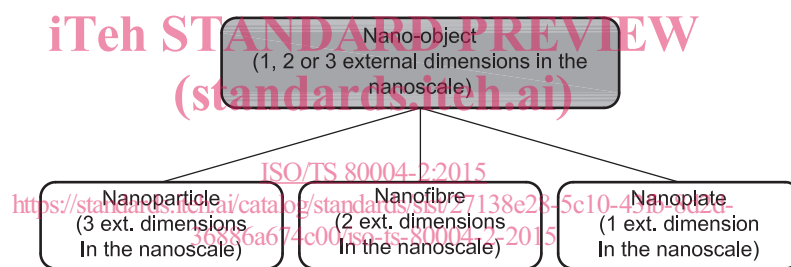 iTeh STANDARD PREVIEW
(standards.iteh.ai)
Nano-object
(1, 2 or 3 external dimensions in the
nanoscale)
ISO/TS 80004-2:2015
https://standards.iteh.ai/catalog/standards/sist/27138e28-5c10-431b-8d2d-
36886a674c00/iso-ts-80004-2-2015
Nanoparticle
(3 ext. dimensions
In the nanoscale)
Nanofibre
(2 ext. dimensions
In the nanoscale)
Nanoplate
(1 ext. dimension
In the nanoscale)